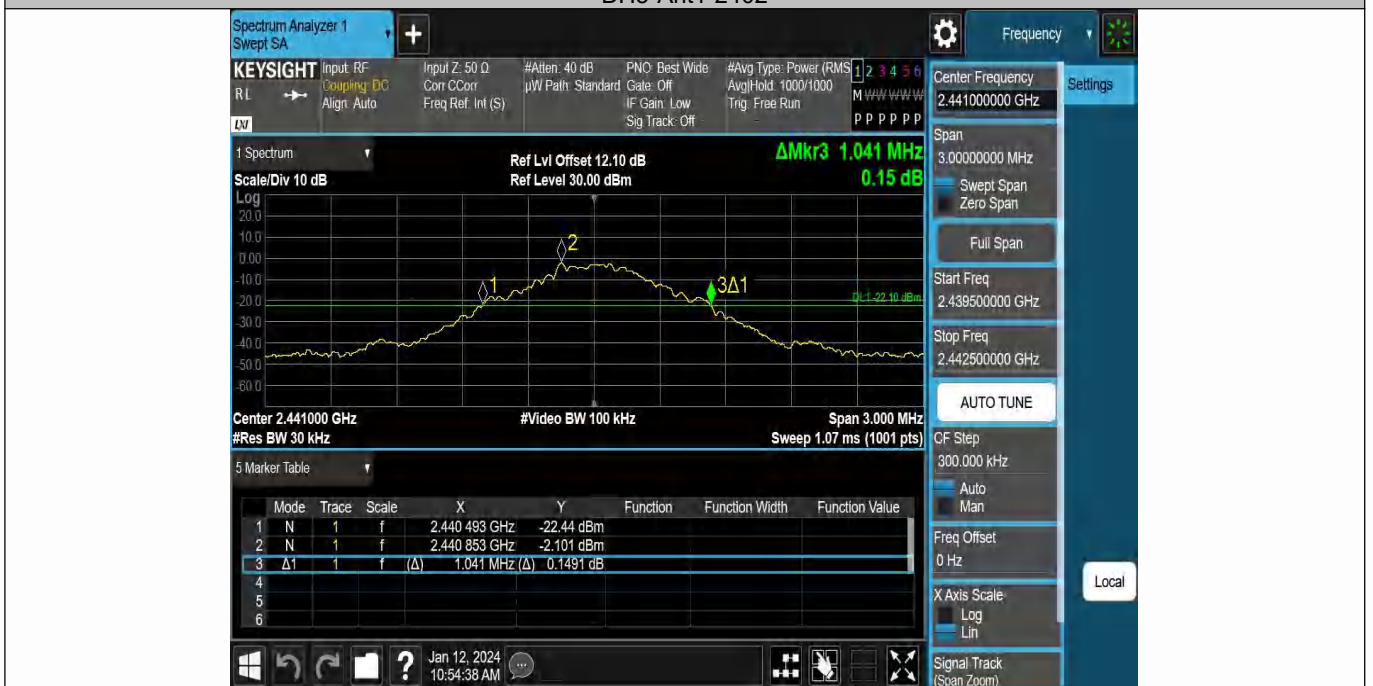 Spectrum Analyzer 1
Swept SA
+
Frequency
KEYSIGHT
RL
LXI
Input: RF
Coupling: DC
Align: Auto
Input Z: 50 Ω
Corr CCorr
Freq Ref: Int (S)
#Atten: 40 dB
µW Path: Standard
PNO: Best Wide
Gate: Off
IF Gain: Low
Sig Track: Off
#Avg Type: Power (RMS
Avg|Hold: 1000/1000
Trig: Free Run
1 2 3 4 5 6
M W W W W W
P P P P P P
1 Spectrum
Scale/Div 10 dB
Ref Lvl Offset 12.10 dB
Ref Level 30.00 dBm
ΔMkr3 1.041 MHz
0.15 dB
Log
20.0
10.0
0.00
-10.0
-20.0
-30.0
-40.0
-50.0
-60.0
1
2
3Δ1
DL1 -22.10 dBm
Center 2.441000 GHz
#Video BW 100 kHz
Span 3.000 MHz
#Res BW 30 kHz
Sweep 1.07 ms (1001 pts)
5 Marker Table
Mode Trace Scale X Y Function Function Width Function Value
1 N 1 f 2.440 493 GHz -22.44 dBm
2 N 1 f 2.440 853 GHz -2.101 dBm
3 Δ1 1 f (Δ) 1.041 MHz (Δ) 0.1491 dB
4
5
6
Jan 12, 2024
10:54:38 AM
?
Center Frequency
2.441000000 GHz
Settings
Span
3.00000000 MHz
Swept Span
Zero Span
Full Span
Start Freq
2.439500000 GHz
Stop Freq
2.442500000 GHz
AUTO TUNE
CF Step
300.000 kHz
Auto
Man
Freq Offset
0 Hz
X Axis Scale
Log
Lin
Local
Signal Track
(Span Zoom)